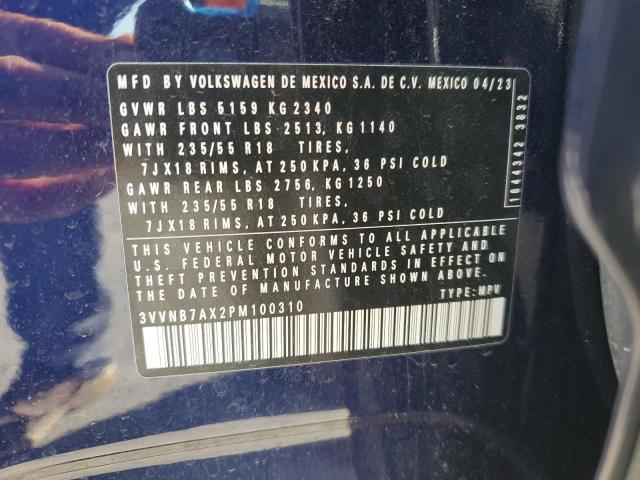 MFD BY VOLKSWAGEN DE MEXICO S.A. DE C.V. MEXICO 04/23
GVWR LBS 5159 KG 2340
GAWR FRONT LBS 2513, KG 1140
WITH 235/55 R18 TIRES,
7JX18 RIMS, AT 250 KPA, 36 PSI COLD
GAWR REAR LBS 2756, KG 1250
WITH 235/55 R18 TIRES,
7JX18 RIMS, AT 250 KPA, 36 PSI COLD
THIS VEHICLE CONFORMS TO ALL APPLICABLE
U.S. FEDERAL MOTOR VEHICLE SAFETY AND
THEFT PREVENTION STANDARDS IN EFFECT ON
THE DATE OF MANUFACTURE SHOWN ABOVE.
3VVNB7AX2PM100310 TYPE: MPV
1044342 3832